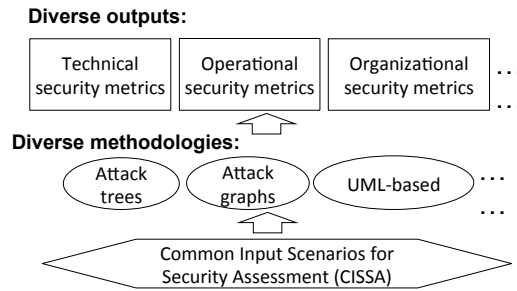 Diverse outputs:
Technical security metrics
Operational security metrics
Organizational security metrics
. .
. .
Diverse methodologies:
Attack trees
Attack graphs
UML-based
. . .
. . .
Common Input Scenarios for
Security Assessment (CISSA)